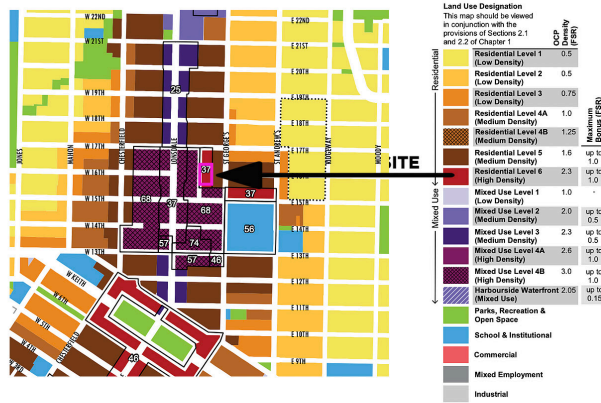 W 22ND
E 22ND
W 21ST
E 21ST
E 20TH
W 19TH
E 19TH
W 18TH
E 18TH
W 17TH
E 17TH
W 16TH
W 15TH
E 15TH
W 14TH
E 14TH
W 13TH
E 13TH
E 12TH
E 11TH
E 10TH
E 9TH
JONES
MAHON
CHESTERFIELD
LONSDALE
ST GEORGE'S
ST ANDREW'S
RIDGEWAY
MOODY
W KEITH
W 6TH
W 5TH
W 4TH
CHESTERFIELD
25
37
68
37
37
68
56
57
74
57
46
46
SITE
Land Use Designation
This map should be viewed
in conjunction with the
provisions of Sections 2.1
and 2.2 of Chapter 1
OCP
Density
(FSR)
Maximum
Bonus (FSR)
Residential
Mixed Use
Residential Level 1
(Low Density)
0.5
Residential Level 2
(Low Density)
0.5
Residential Level 3
(Low Density)
0.75
Residential Level 4A
(Medium Density)
1.0
Residential Level 4B
(Medium Density)
1.25
Residential Level 5
(Medium Density)
1.6
up to
1.0
Residential Level 6
(High Density)
2.3
up to
1.0
Mixed Use Level 1
(Low Density)
1.0
-
Mixed Use Level 2
(Medium Density)
2.0
up to
0.5
Mixed Use Level 3
(Medium Density)
2.3
up to
0.5
Mixed Use Level 4A
(High Density)
2.6
up to
1.0
Mixed Use Level 4B
(High Density)
3.0
up to
1.0
Harbourside Waterfront
(Mixed Use)
2.05
up to
0.15
Parks, Recreation &
Open Space
School & Institutional
Commercial
Mixed Employment
Industrial